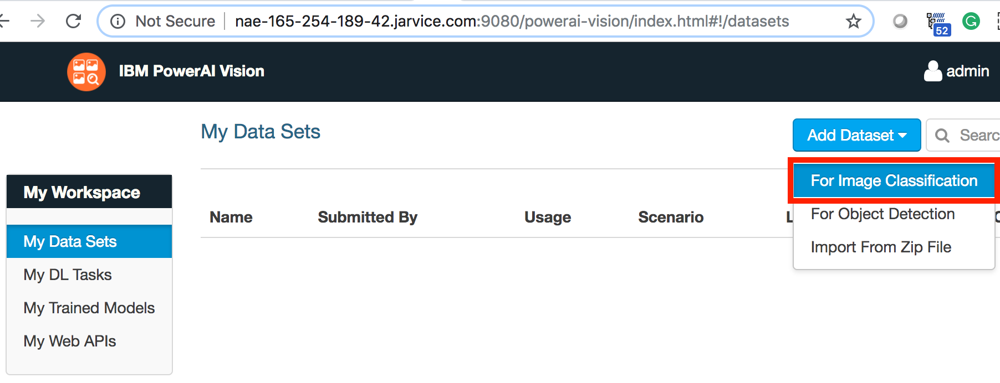 Not Secure nae-165-254-189-42.jarvice.com:9080/powerai-vision/index.html#!/datasets
52
IBM PowerAI Vision
admin
My Data Sets
Add Dataset
Searc
For Image Classification
For Object Detection
Import From Zip File
Name Submitted By Usage Scenario L
My Workspace
My Data Sets
My DL Tasks
My Trained Models
My Web APIs